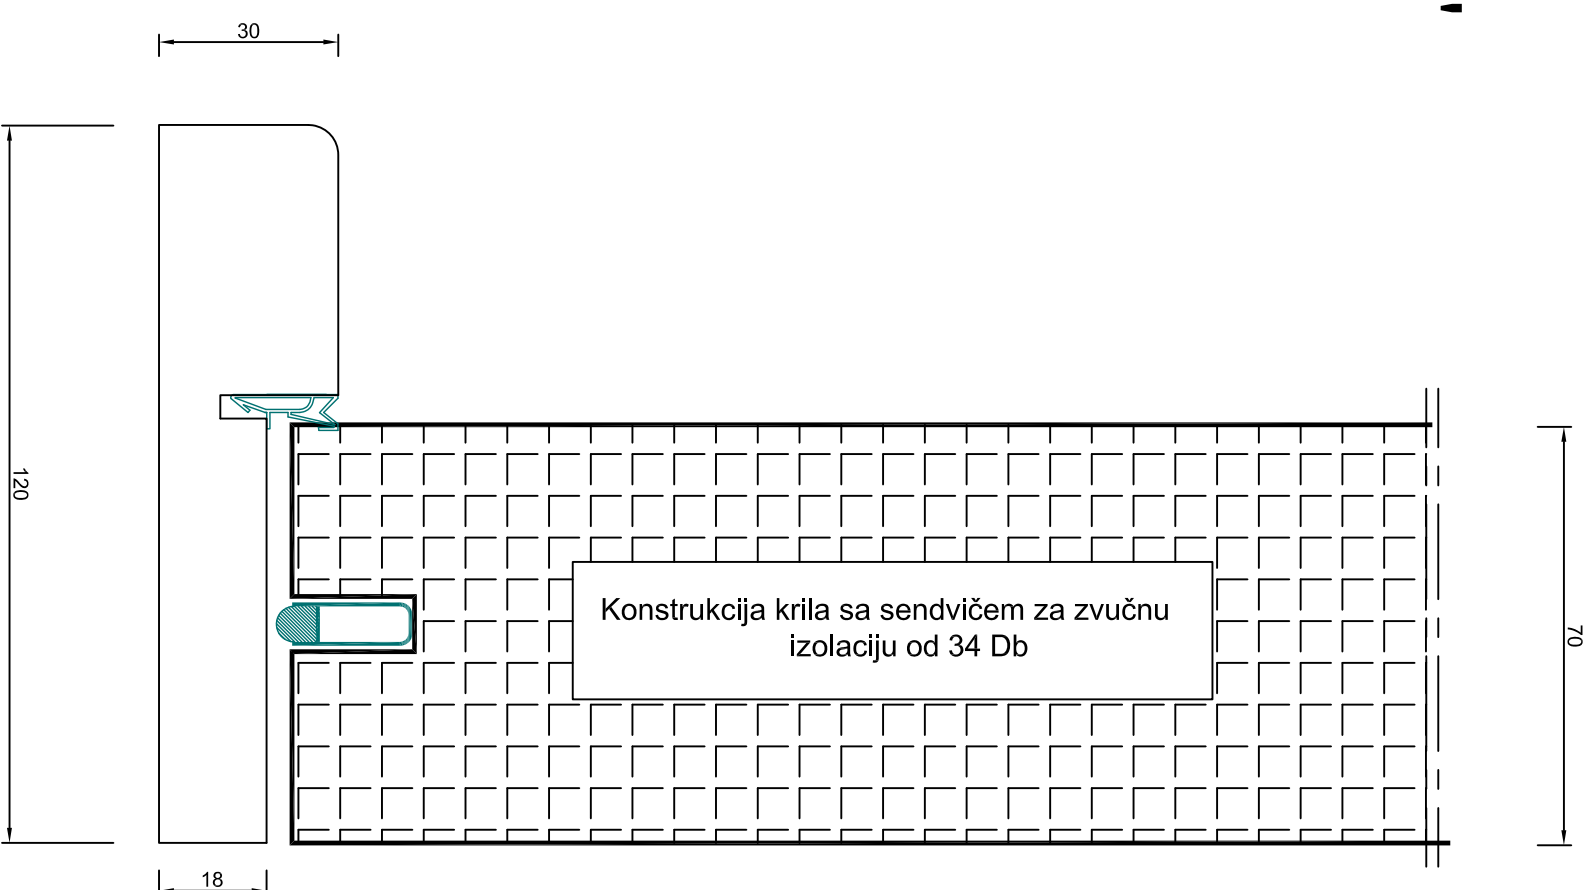 30
120
Konstrukcija krila sa sendvičem za zvučnu
izolaciju od 34 Db
70
18